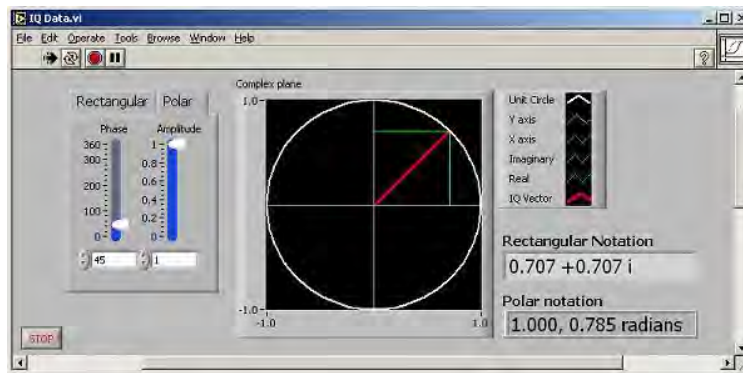 IQ Data.vi
File Edit Operate Tools Browse Window Help
?
Complex plane
Rectangular Polar
Phase Amplitude
360
300
200
100
0
1
0.8
0.6
0.4
0.2
0
45 1
1.0
-1.0
-1.0 1.0
Unit Circle
Y axis
X axis
Imaginary
Real
IQ Vector
Rectangular Notation
0.707 +0.707 i
Polar notation
1.000, 0.785 radians
STOP